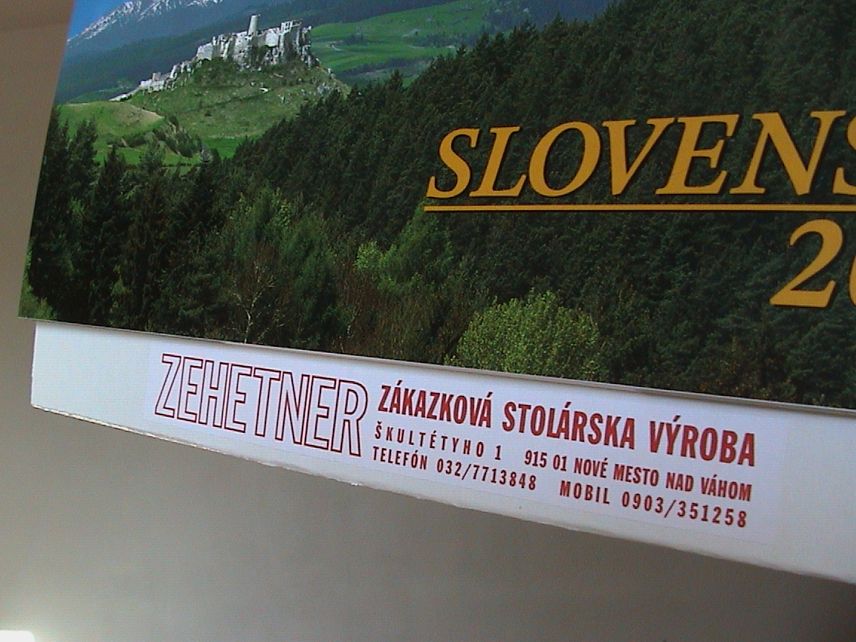 SLOVENS
20
ZEHETNER
ZÁKAZKOVÁ STOLÁRSKA VÝROBA
ŠKULTÉTYHO 1 915 01 NOVÉ MESTO NAD VÁHOM
TELEFÓN 032/7713848 MOBIL 0903/351258